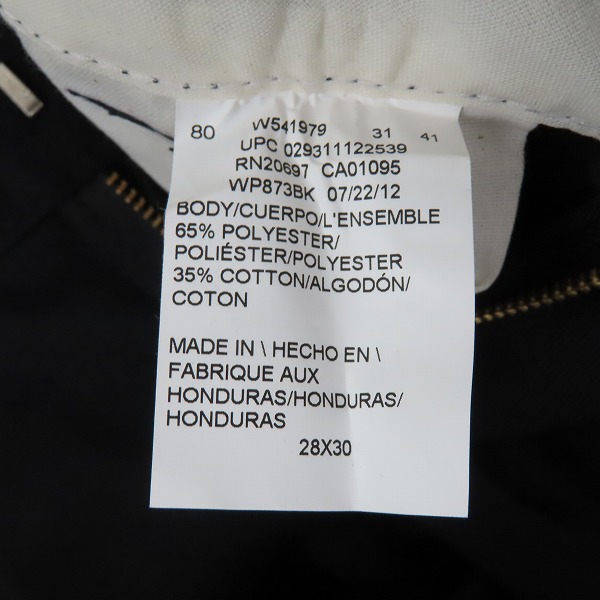 80 W541979 31 41
UPC 029311122539
RN20697 CA01095
WP873BK 07/22/12
BODY/CUERPO/L'ENSEMBLE
65% POLYESTER/
POLIÉSTER/POLYESTER
35% COTTON/ALGODÓN/
COTON
MADE IN \ HECHO EN \
FABRIQUE AUX
HONDURAS/HONDURAS/
HONDURAS
28X30